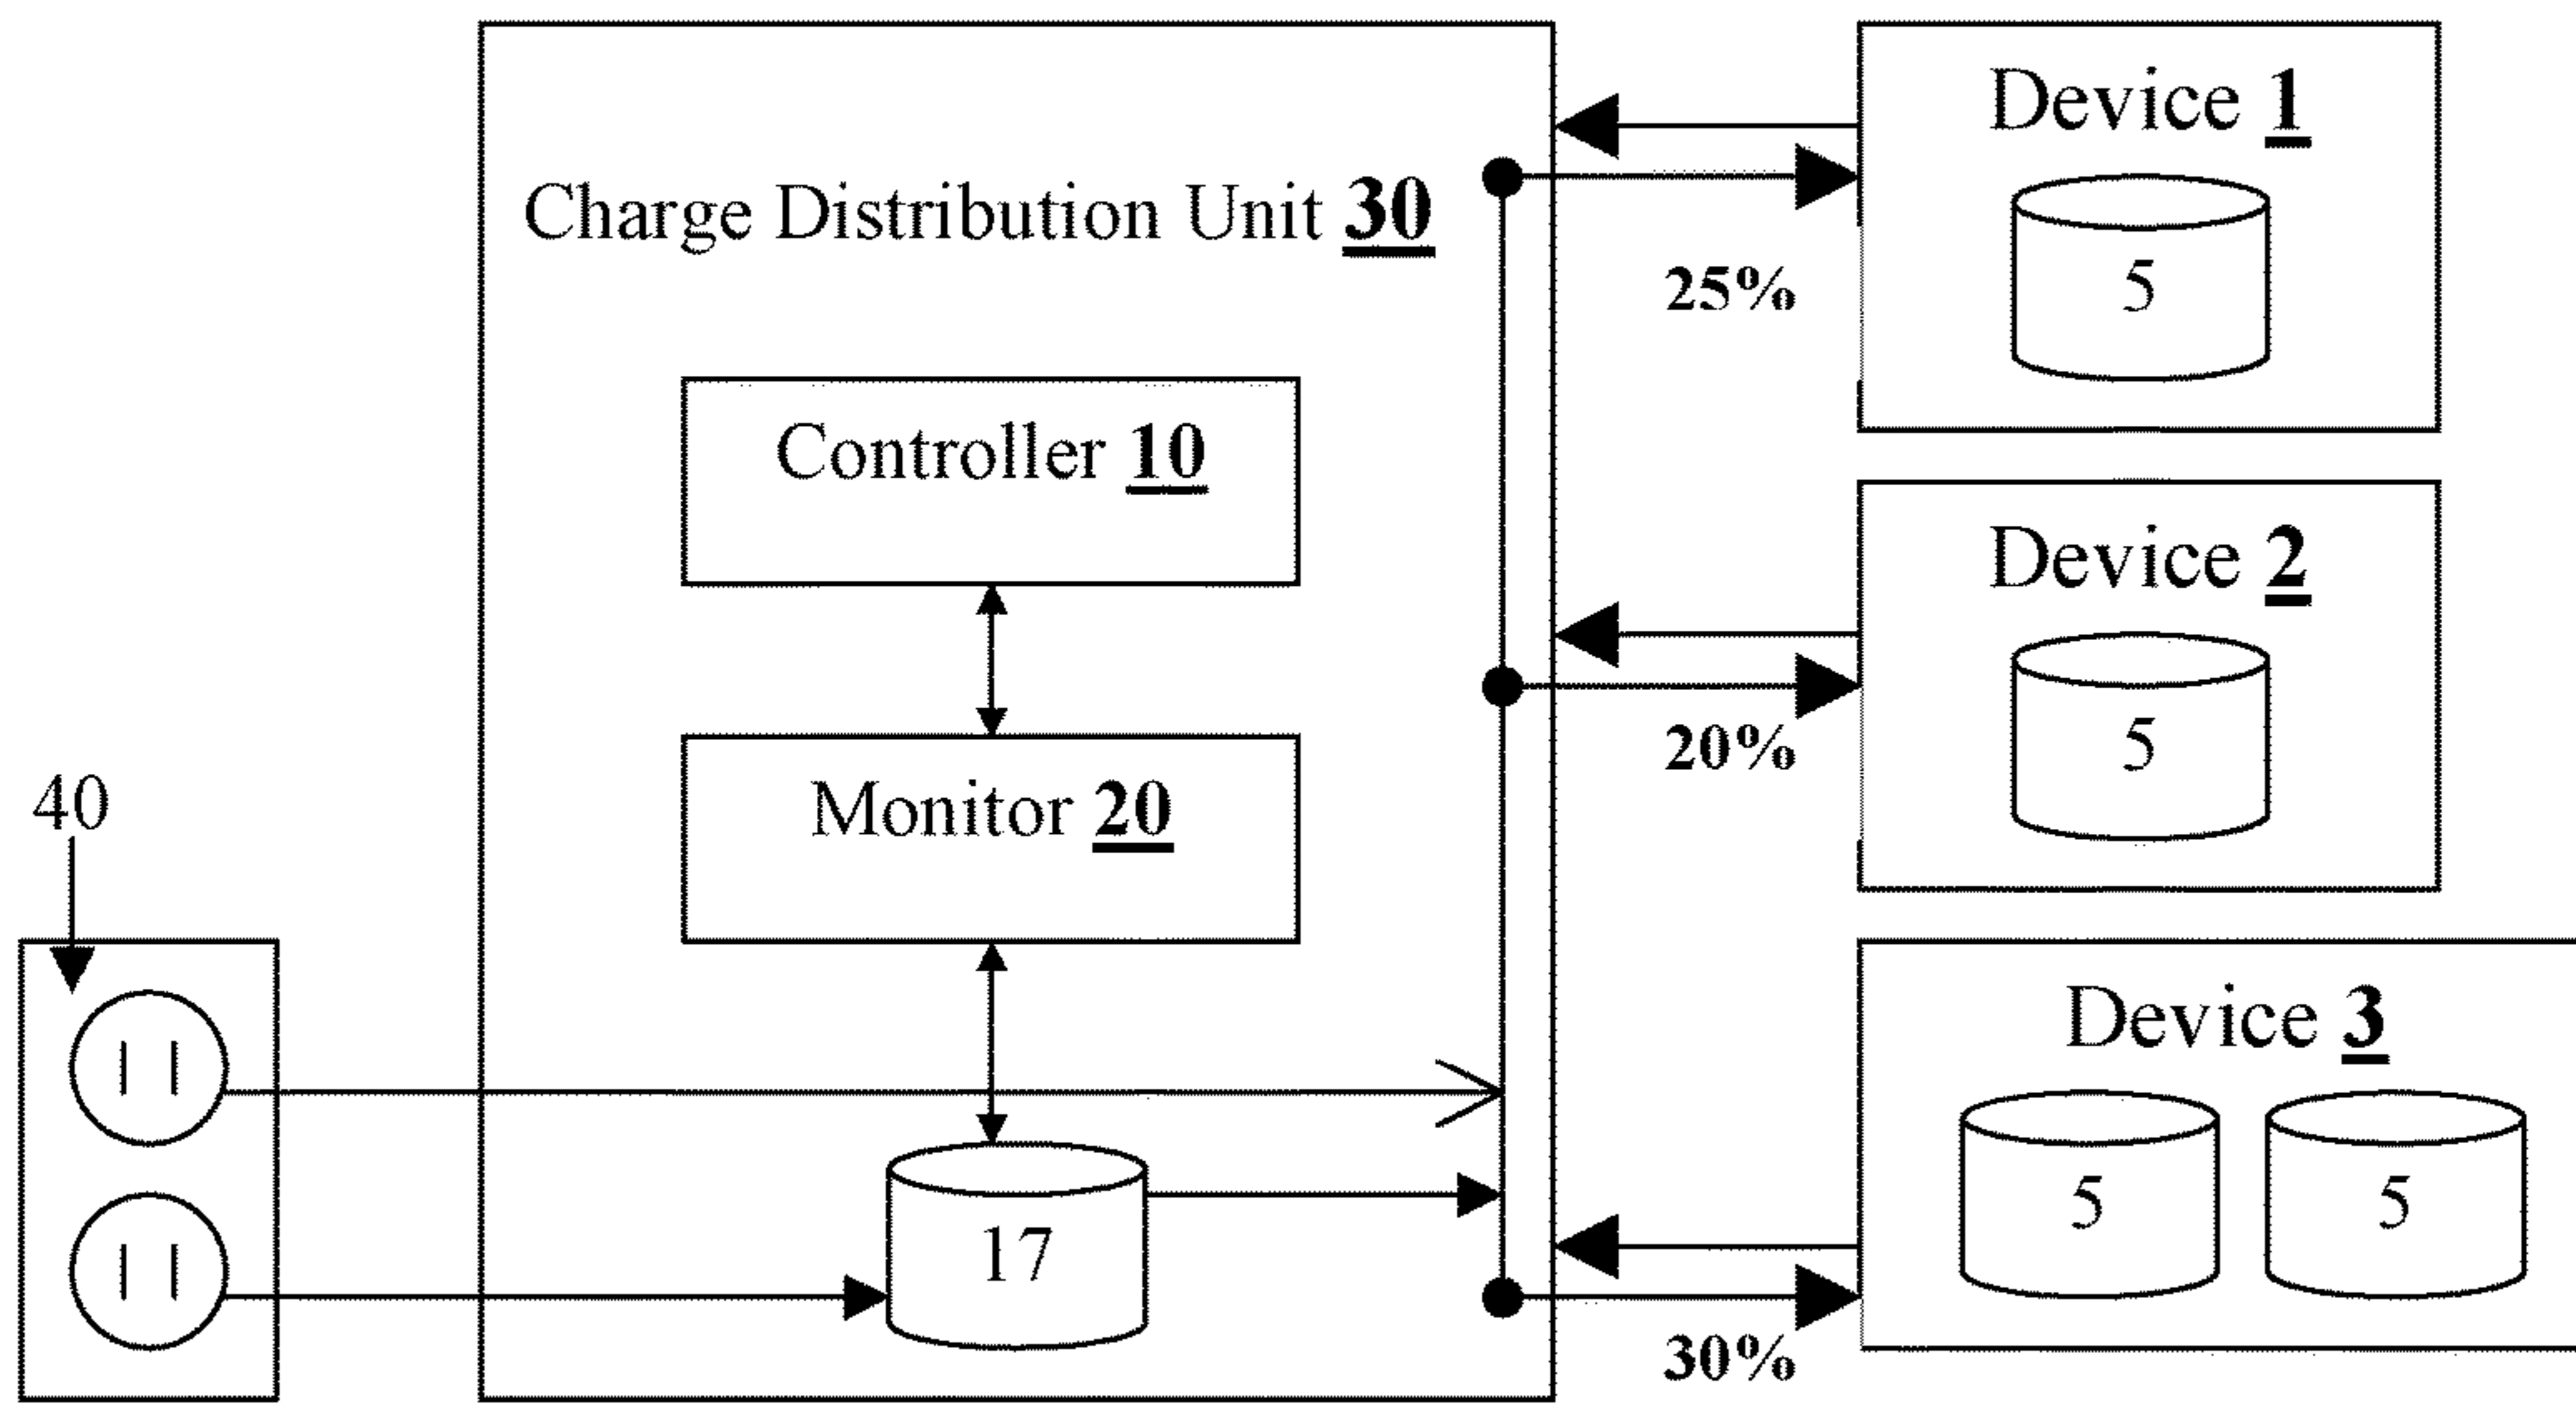 Charge Distribution Unit 30
Controller 10
Monitor 20
17
40
25%
20%
30%
Device 1
5
Device 2
5
Device 3
5 5